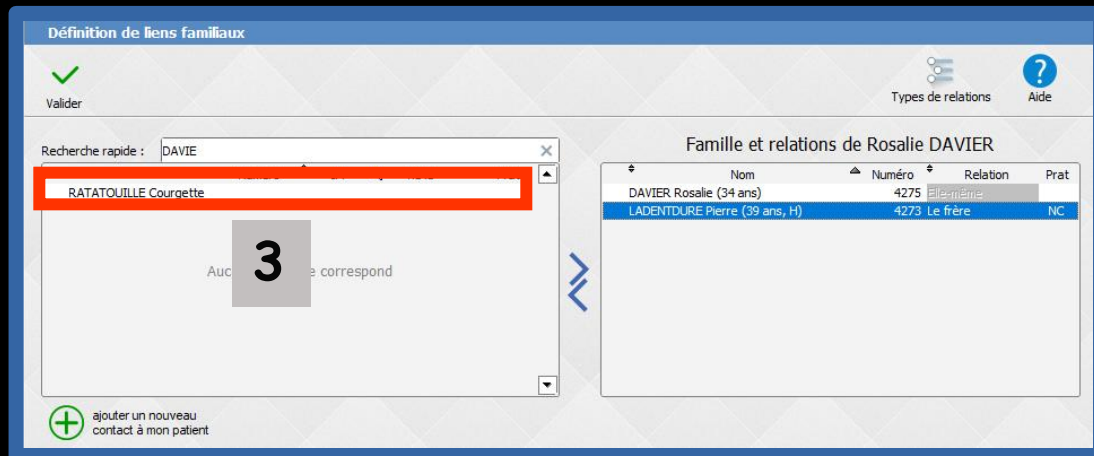 Définition de liens familiaux
Valider
Types de relations
Aide
Recherche rapide : DAVIE
RATATOUILLE Courgette
Auc
3
e correspond
ajouter un nouveau
contact à mon patient
Famille et relations de Rosalie DAVIER
Nom Numéro Relation Prat
DAVIER Rosalie (34 ans) 4275 Elle-même
LADENTDURE Pierre (39 ans, H) 4273 Le frère NC